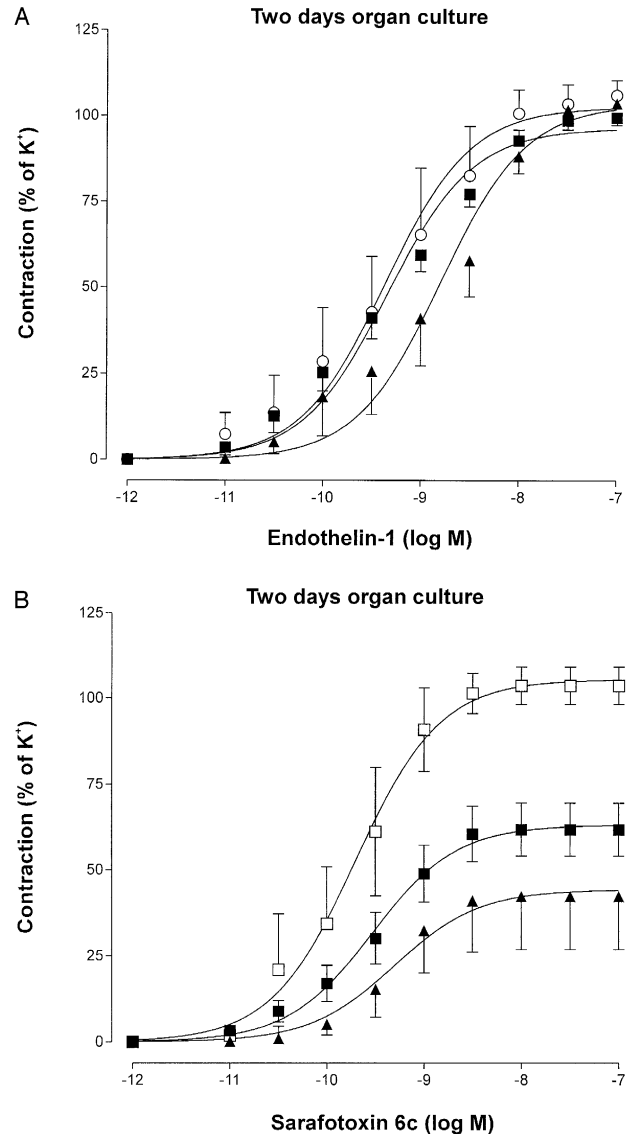 A
Two days organ culture
125
100
75
50
25
0
Contraction (% of K⁺)
-12 -11 -10 -9 -8 -7
Endothelin-1 (log M)
B
Two days organ culture
125
100
75
50
25
0
Contraction (% of K⁺)
-12 -11 -10 -9 -8 -7
Sarafotoxin 6c (log M)